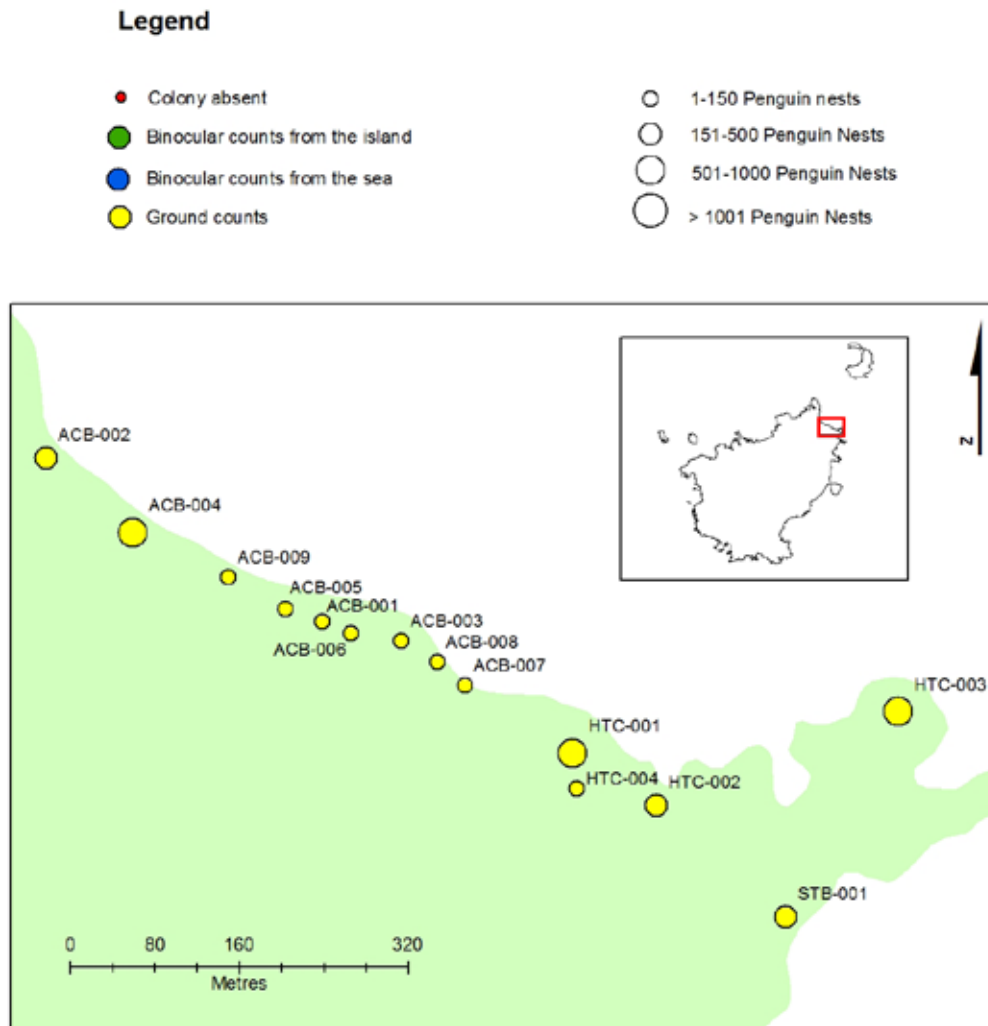 Legend
Colony absent
Binocular counts from the island
Binocular counts from the sea
Ground counts
1-150 Penguin nests
151-500 Penguin Nests
501-1000 Penguin Nests
> 1001 Penguin Nests
N
ACB-002
ACB-004
ACB-009
ACB-005
ACB-001
ACB-006
ACB-003
ACB-008
ACB-007
HTC-003
HTC-001
HTC-004
HTC-002
STB-001
0 80 160 320
Metres